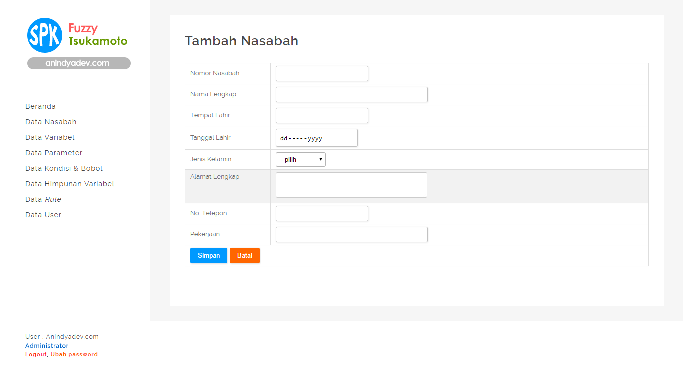 SPK Fuzzy
Tsukamoto
anindyadev.com
Beranda
Data Nasabah
Data Variabel
Data Parameter
Data Kondisi & Bobot
Data Himpunan Variabel
Data Rule
Data User
User : Anindyadev.com
Administrator
Logout, Ubah password
Tambah Nasabah
Nomor Nasabah
Nama Lengkap
Tempat Lahir
Tanggal Lahir dd-----yyyy
Jenis Kelamin pilih
Alamat Lengkap
No. Telepon
Pekerjaan
Simpan Batal